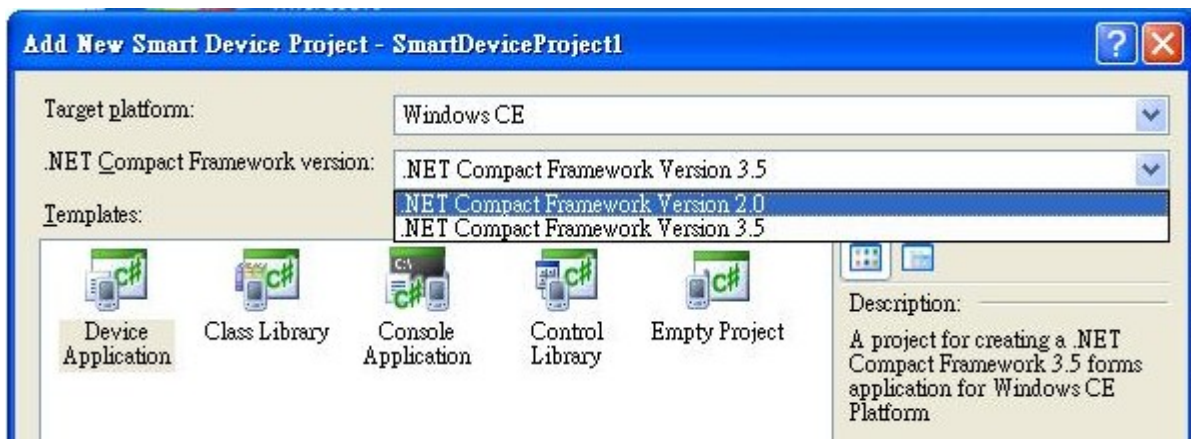 Add New Smart Device Project - SmartDeviceProject1
Target platform:
Windows CE
.NET Compact Framework version:
.NET Compact Framework Version 3.5
.NET Compact Framework Version 2.0
.NET Compact Framework Version 3.5
Templates:
Device
Application
Class Library
Console
Application
Control
Library
Empty Project
Description:
A project for creating a .NET
Compact Framework 3.5 forms
application for Windows CE
Platform